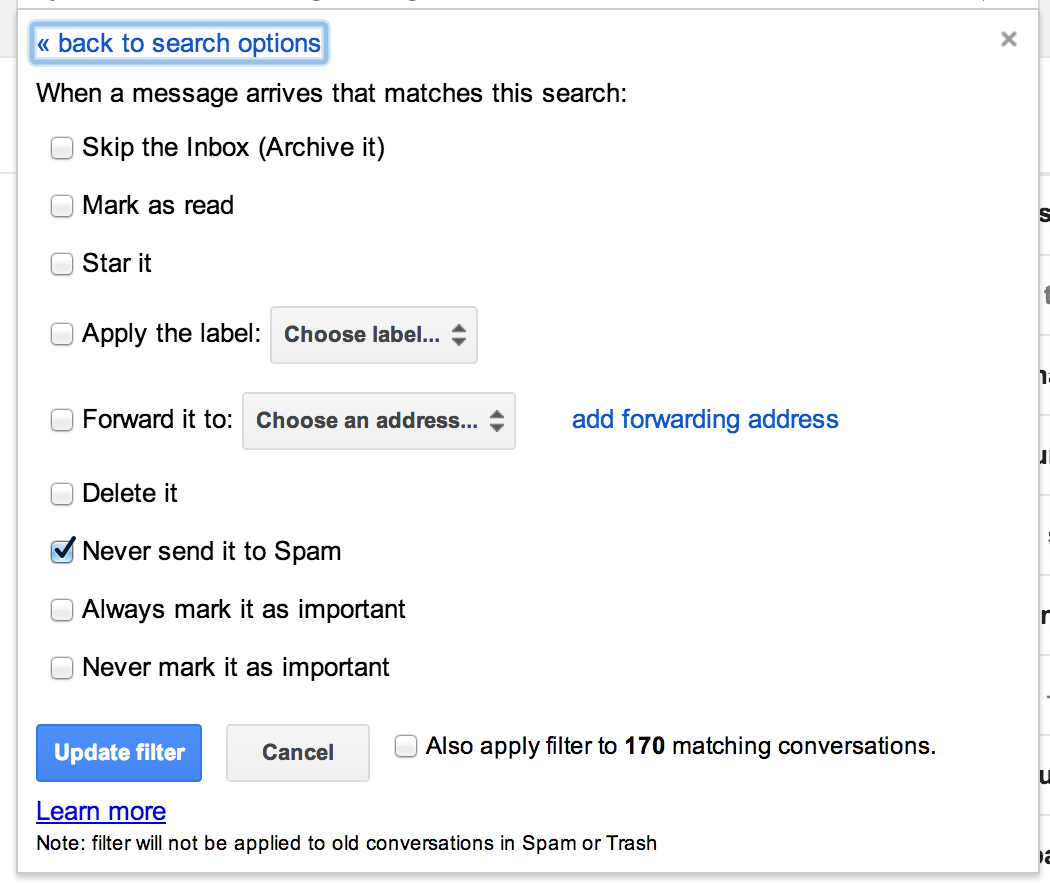 « back to search options
×
When a message arrives that matches this search:
Skip the Inbox (Archive it)
Mark as read
Star it
Apply the label: Choose label...
Forward it to: Choose an address... add forwarding address
Delete it
Never send it to Spam
Always mark it as important
Never mark it as important
Update filter Cancel Also apply filter to 170 matching conversations.
Learn more
Note: filter will not be applied to old conversations in Spam or Trash